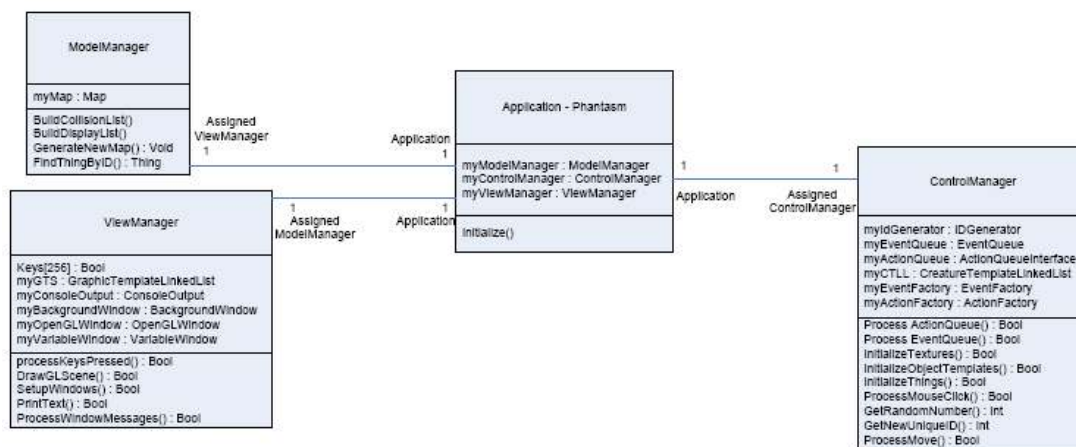 ModelManager
myMap : Map
BuildCollisionList()
BuildDisplayList()
GenerateNewMap() : Void
FindThingByID() : Thing
Assigned
ViewManager
1
Application
1
Application - Phantasm
myModelManager : ModelManager
myControlManager : ControlManager
myViewManager : ViewManager
Initialize()
1
Application
1
Assigned
ControlManager
ViewManager
Keys[256] : Bool
myGTS : GraphicTemplateLinkedList
myConsoleOutput : ConsoleOutput
myBackgroundWindow : BackgroundWindow
myOpenGLWindow : OpenGLWindow
myVariableWindow : VariableWindow
processKeysPressed() : Bool
DrawGLScene() : Bool
SetupWindows() : Bool
PrintText() : Bool
ProcessWindowMessages() : Bool
1
Assigned
ModelManager
1
Application
ControlManager
myIdGenerator : IDGenerator
myEventQueue : EventQueue
myActionQueue : ActionQueueInterface
myCTLL : CreatureTemplateLinkedList
myEventFactory : EventFactory
myActionFactory : ActionFactory
Process ActionQueue() : Bool
Process EventQueue() : Bool
InitializeTextures() : Bool
InitializeObjectTemplates() : Bool
InitializeThings() : Bool
ProcessMouseClick() : Bool
GetRandomNumber() : Int
GetNewUniqueID() : Int
ProcessMove() : Bool